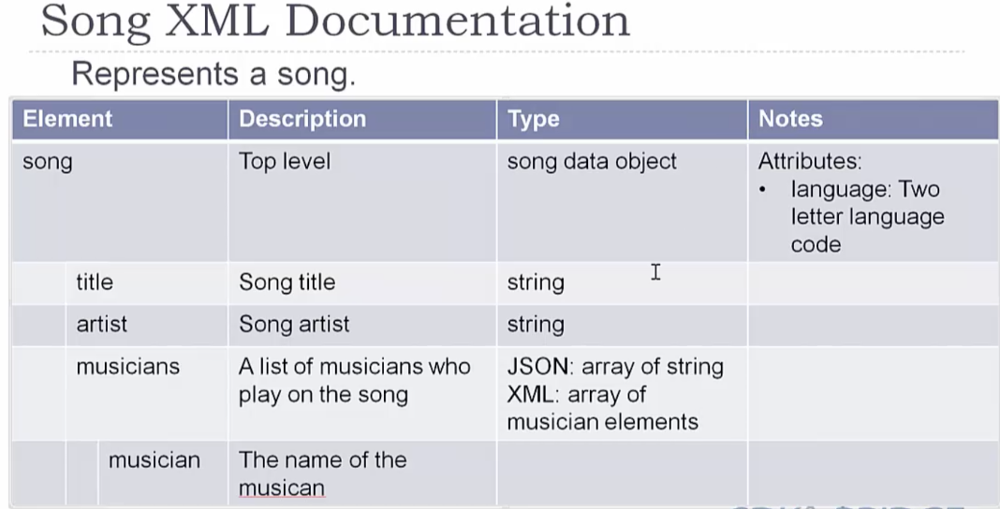 Song XML Documentation
Represents a song.
Element Description Type Notes
song Top level song data object Attributes:
• language: Two
letter language
code
title Song title string
artist Song artist string
musicians A list of musicians who JSON: array of string
play on the song XML: array of
musician elements
musician The name of the
musican